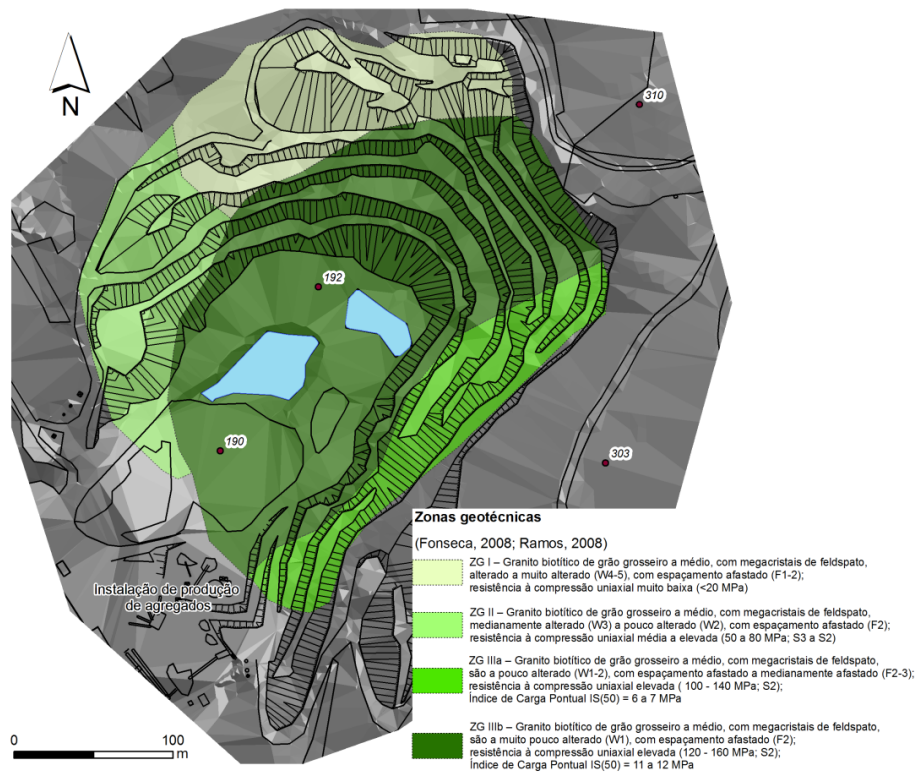 N
310
192
190
303
Instalação de produção
de agregados
0 100
m
Zonas geotécnicas
(Fonseca, 2008; Ramos, 2008)
ZG I – Granito biotítico de grão grosseiro a médio, com megacristais de feldspato,
alterado a muito alterado (W4-5), com espaçamento afastado (F1-2);
resistência à compressão uniaxial muito baixa (<20 MPa)
ZG II – Granito biotítico de grão grosseiro a médio, com megacristais de feldspato,
medianamente alterado (W3) a pouco alterado (W2), com espaçamento afastado (F2);
resistência à compressão uniaxial média a elevada (50 a 80 MPa; S3 a S2)
ZG IIIa – Granito biotítico de grão grosseiro a médio, com megacristais de feldspato,
são a pouco alterado (W1-2), com espaçamento afastado a medianamente afastado (F2-3);
resistência à compressão uniaxial elevada ( 100 - 140 MPa; S2);
Índice de Carga Pontual IS(50) = 6 a 7 MPa
ZG IIIb – Granito biotítico de grão grosseiro a médio, com megacristais de feldspato,
são a muito pouco alterado (W1), com espaçamento afastado (F2);
resistência à compressão uniaxial elevada (120 - 160 MPa; S2);
Índice de Carga Pontual IS(50) = 11 a 12 MPa